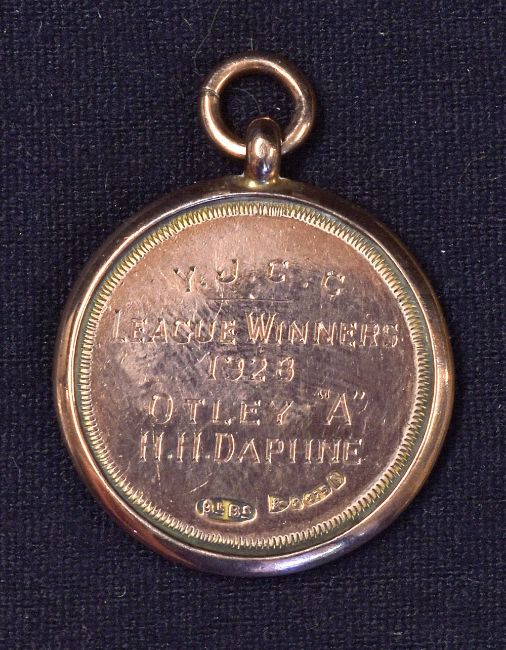 Y.J.C.C
LEAGUE WINNERS
1928
OTLEY "A"
H.H.DAPHNE